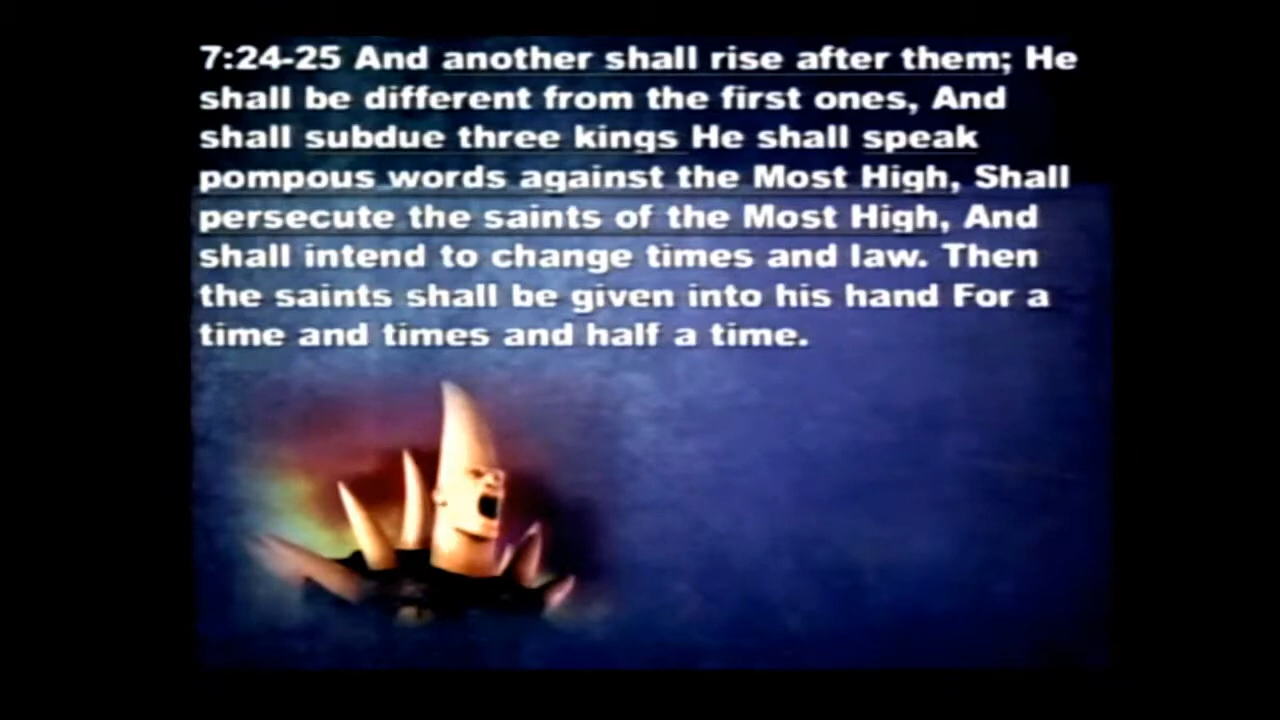 7:24-25 And another shall rise after them; He
shall be different from the first ones, And
shall subdue three kings He shall speak
pompous words against the Most High, Shall
persecute the saints of the Most High, And
shall intend to change times and law. Then
the saints shall be given into his hand For a
time and times and half a time.